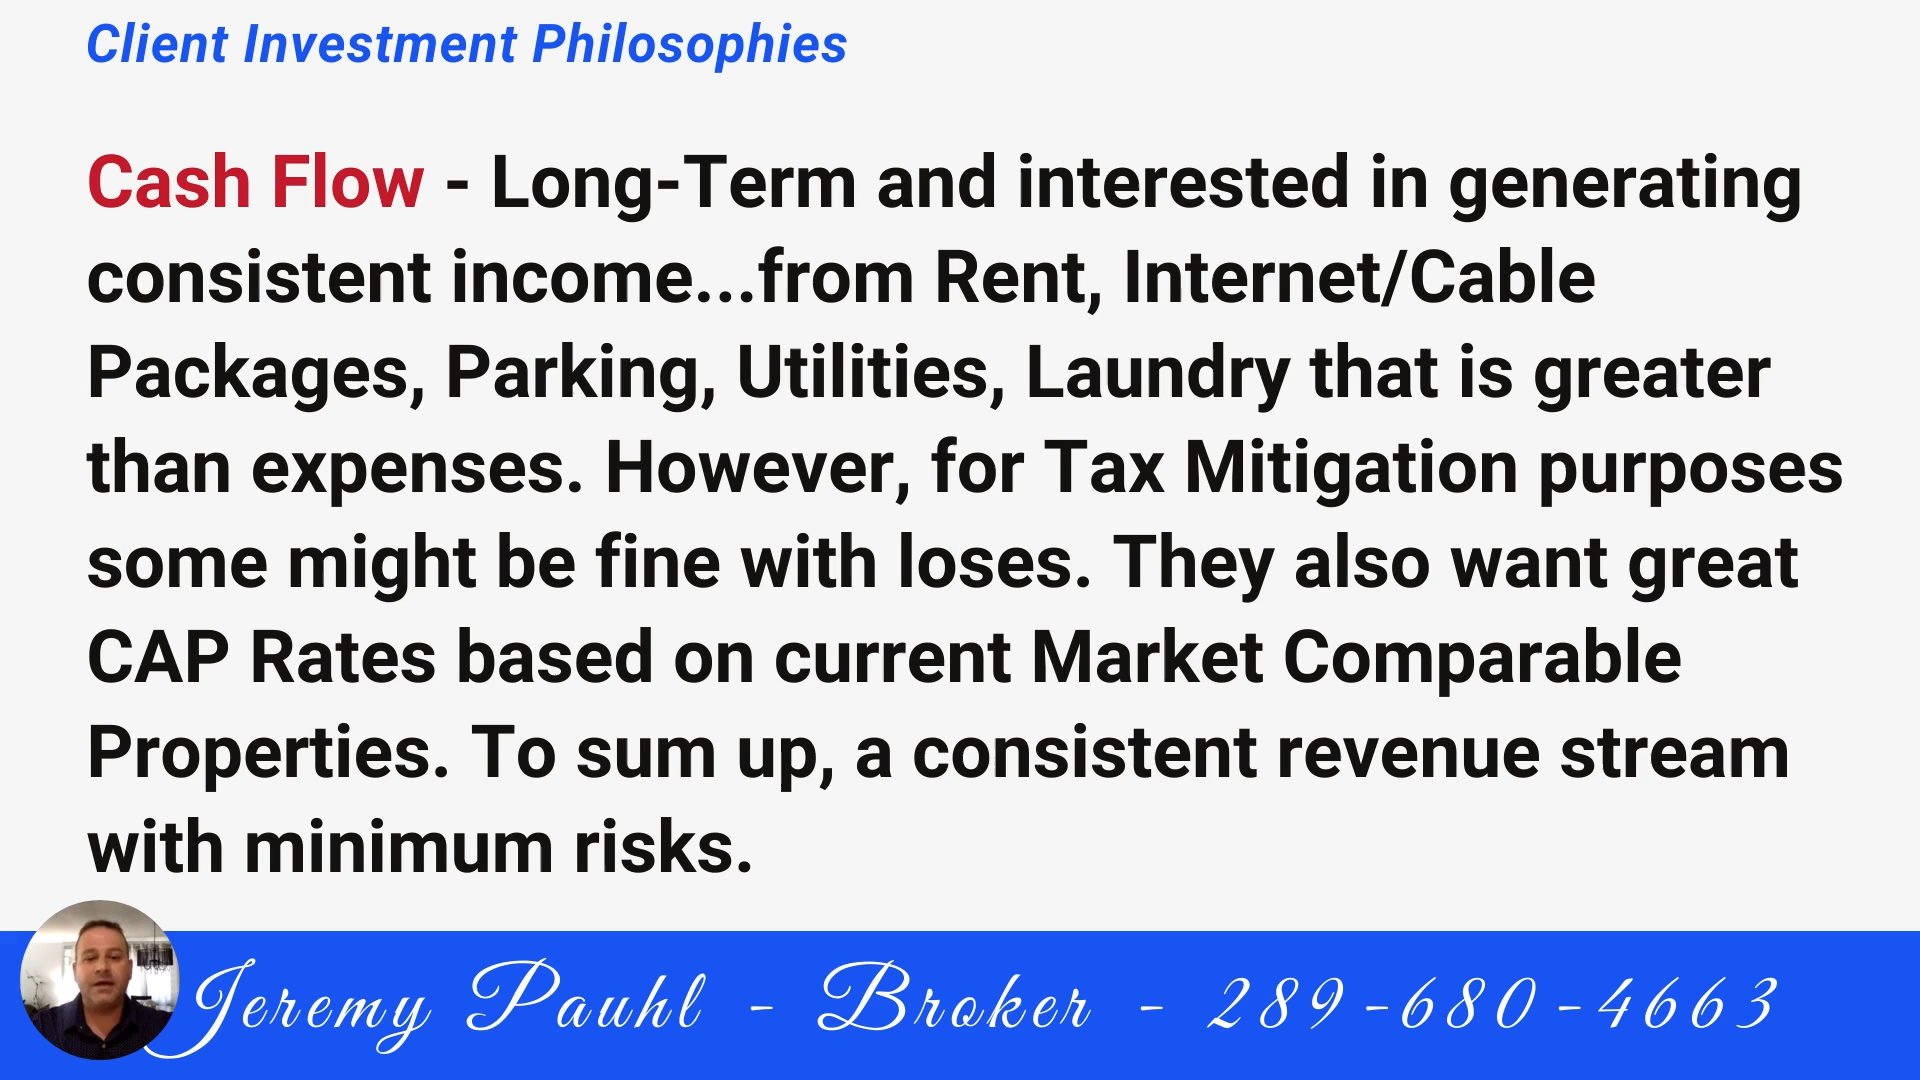 Client Investment Philosophies
Cash Flow - Long-Term and interested in generating
consistent income...from Rent, Internet/Cable
Packages, Parking, Utilities, Laundry that is greater
than expenses. However, for Tax Mitigation purposes
some might be fine with loses. They also want great
CAP Rates based on current Market Comparable
Properties. To sum up, a consistent revenue stream
with minimum risks.
Jeremy Pauhl - Broker - 289-680-4663